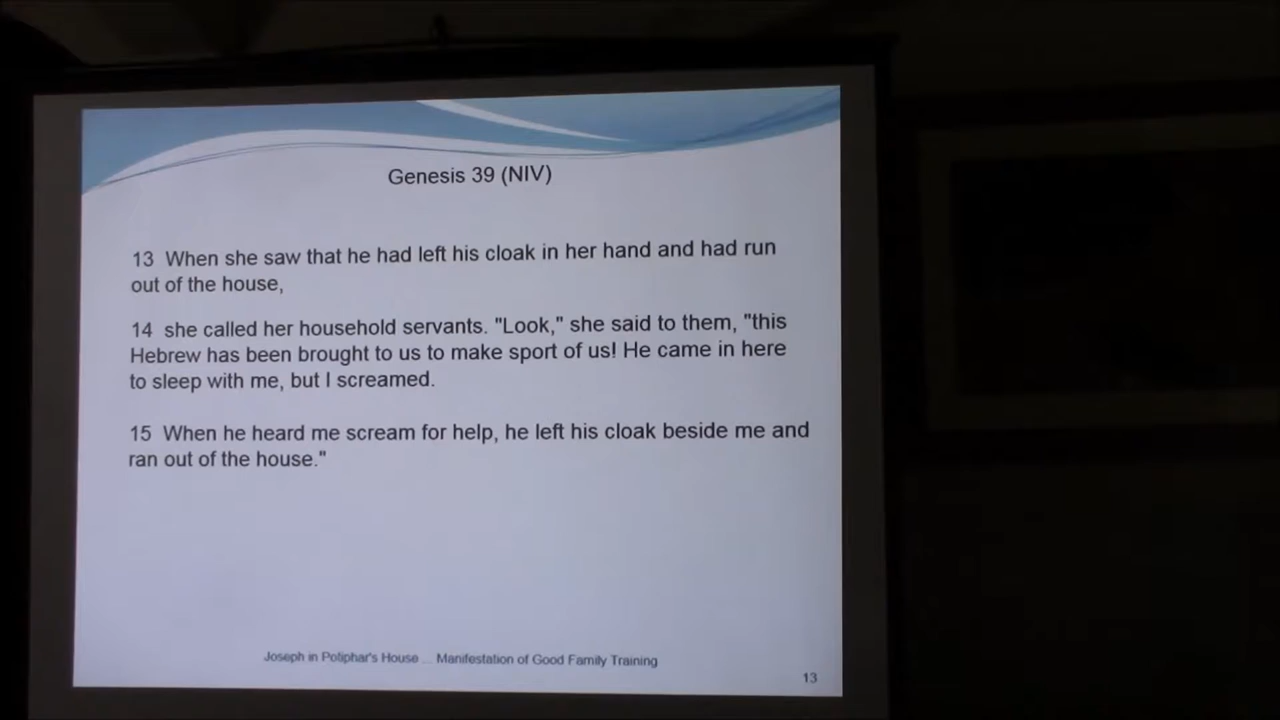 Genesis 39 (NIV)
13 When she saw that he had left his cloak in her hand and had run
out of the house,
14 she called her household servants. "Look," she said to them, "this
Hebrew has been brought to us to make sport of us! He came in here
to sleep with me, but I screamed.
15 When he heard me scream for help, he left his cloak beside me and
ran out of the house."
Joseph in Potiphar's House ... Manifestation of Good Family Training
13